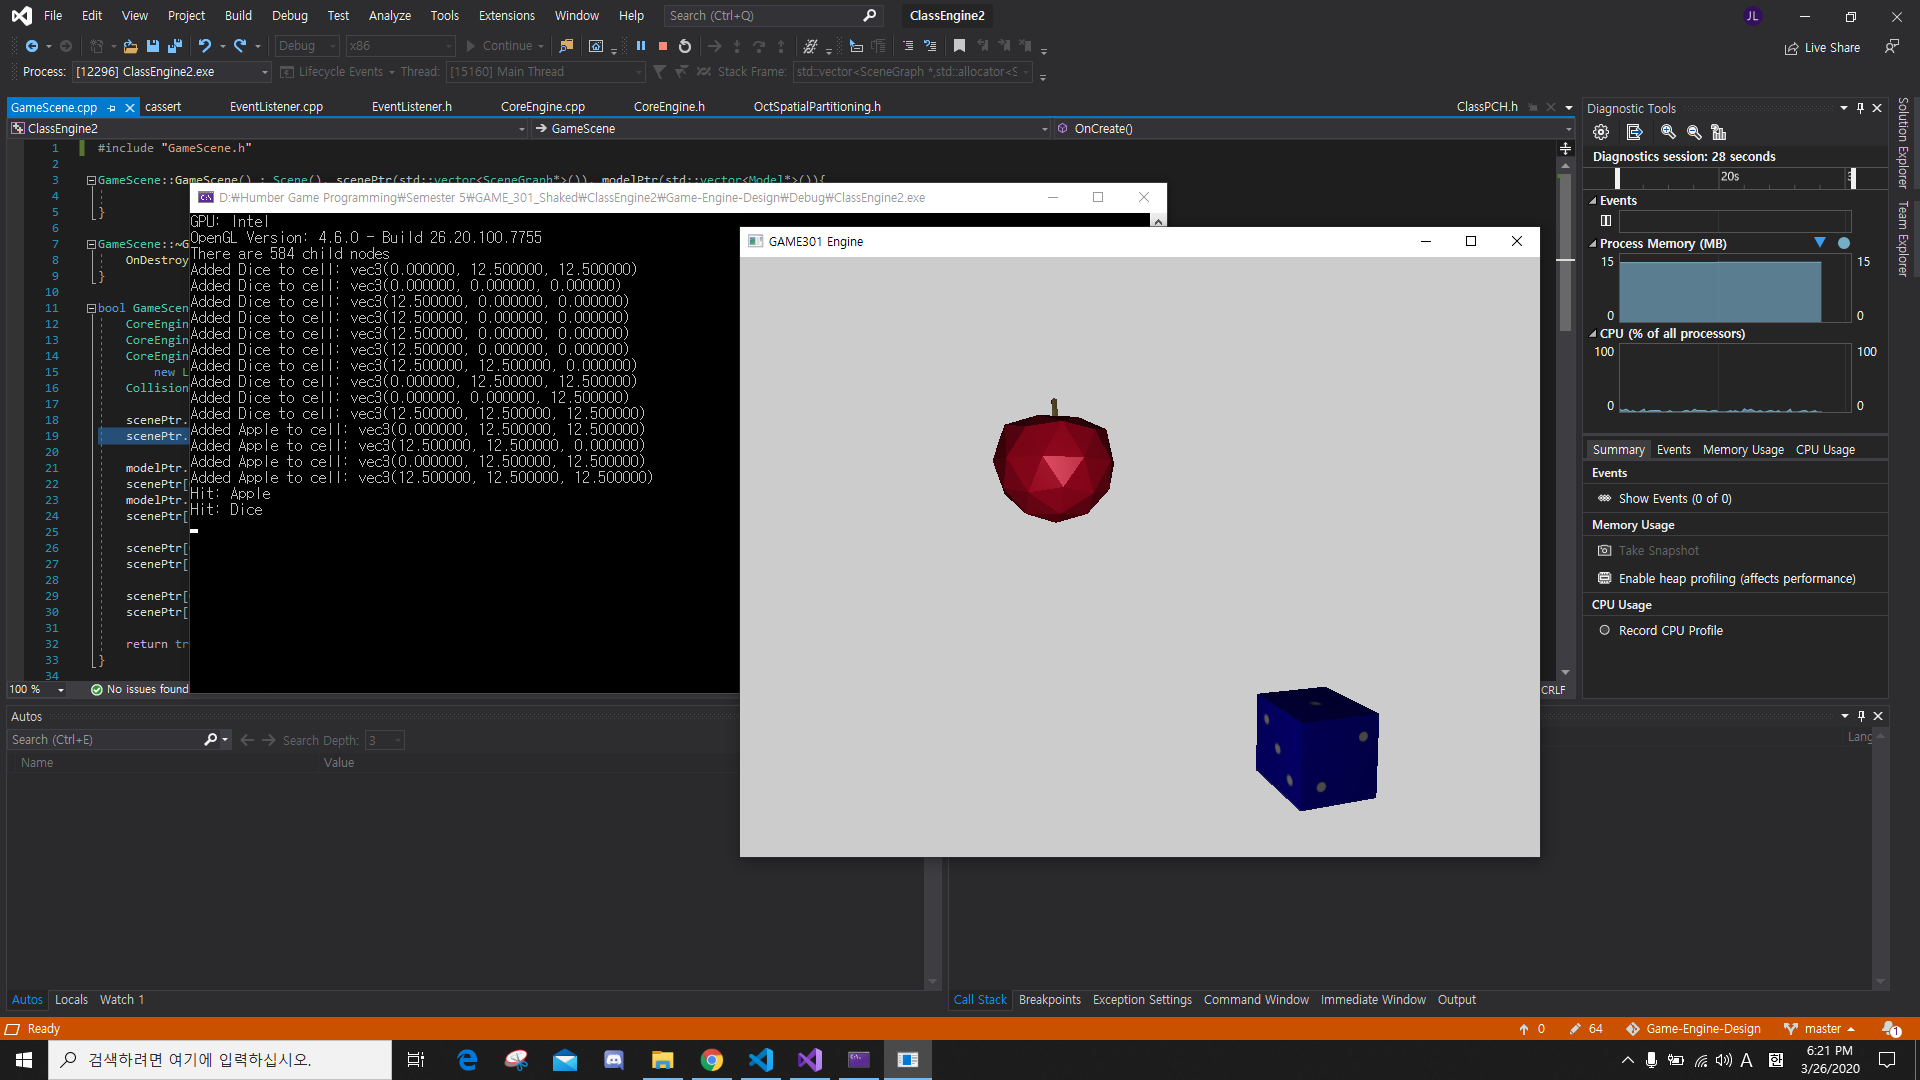 File Edit View Project Build Debug Test Analyze Tools Extensions Window Help Search (Ctrl+Q) ClassEngine2 JL
Debug x86 Continue Live Share
Process: [12296] ClassEngine2.exe Lifecycle Events Thread: [15160] Main Thread Stack Frame: std::vector<SceneGraph *,std::allocator<S
GameScene.cpp cassert EventListener.cpp EventListener.h CoreEngine.cpp CoreEngine.h OctSpatialPartitioning.h ClassPCH.h
ClassEngine2 GameScene OnCreate()
1 #include "GameScene.h"
2
3 GameScene::GameScene() : Scene(), scenePtr(std::vector<SceneGraph*>()), modelPtr(std::vector<Model*>()){
4
5 }
6
7 GameScene::~G
8 OnDestroy
9 }
10
11 bool GameScen
12 CoreEngin
13 CoreEngin
14 CoreEngin
15 new L
16 Collision
17
18 scenePtr.
19 scenePtr.
20
21 modelPtr.
22 scenePtr[
23 modelPtr.
24 scenePtr[
25
26 scenePtr[
27 scenePtr[
28
29 scenePtr[
30 scenePtr[
31
32 return tr
33 }
34
100 % No issues found CRLF
D:₩Humber Game Programming₩Semester 5₩GAME_301_Shaked₩ClassEngine2₩Game-Engine-Design₩Debug₩ClassEngine2.exe
GPU: Intel
OpenGL Version: 4.6.0 - Build 26.20.100.7755
There are 584 child nodes
Added Dice to cell: vec3(0.000000, 12.500000, 12.500000)
Added Dice to cell: vec3(0.000000, 0.000000, 0.000000)
Added Dice to cell: vec3(12.500000, 0.000000, 0.000000)
Added Dice to cell: vec3(12.500000, 0.000000, 0.000000)
Added Dice to cell: vec3(12.500000, 0.000000, 0.000000)
Added Dice to cell: vec3(12.500000, 0.000000, 0.000000)
Added Dice to cell: vec3(12.500000, 12.500000, 0.000000)
Added Dice to cell: vec3(0.000000, 12.500000, 12.500000)
Added Dice to cell: vec3(0.000000, 0.000000, 12.500000)
Added Dice to cell: vec3(12.500000, 12.500000, 12.500000)
Added Apple to cell: vec3(0.000000, 12.500000, 12.500000)
Added Apple to cell: vec3(12.500000, 12.500000, 0.000000)
Added Apple to cell: vec3(0.000000, 12.500000, 12.500000)
Added Apple to cell: vec3(12.500000, 12.500000, 12.500000)
Hit: Apple
Hit: Dice
GAME301 Engine
Diagnostic Tools
Diagnostics session: 28 seconds
20s
Events
Process Memory (MB)
15 15
0 0
CPU (% of all processors)
100 100
0 0
Summary Events Memory Usage CPU Usage
Events
Show Events (0 of 0)
Memory Usage
Take Snapshot
Enable heap profiling (affects performance)
CPU Usage
Record CPU Profile
Solution Explorer
Team Explorer
Autos
Search (Ctrl+E) Search Depth: 3
Name Value Lang
Autos Locals Watch 1
Call Stack Breakpoints Exception Settings Command Window Immediate Window Output
Ready 0 64 Game-Engine-Design master 1
검색하려면 여기에 입력하십시오.
A 한 6:21 PM
3/26/2020